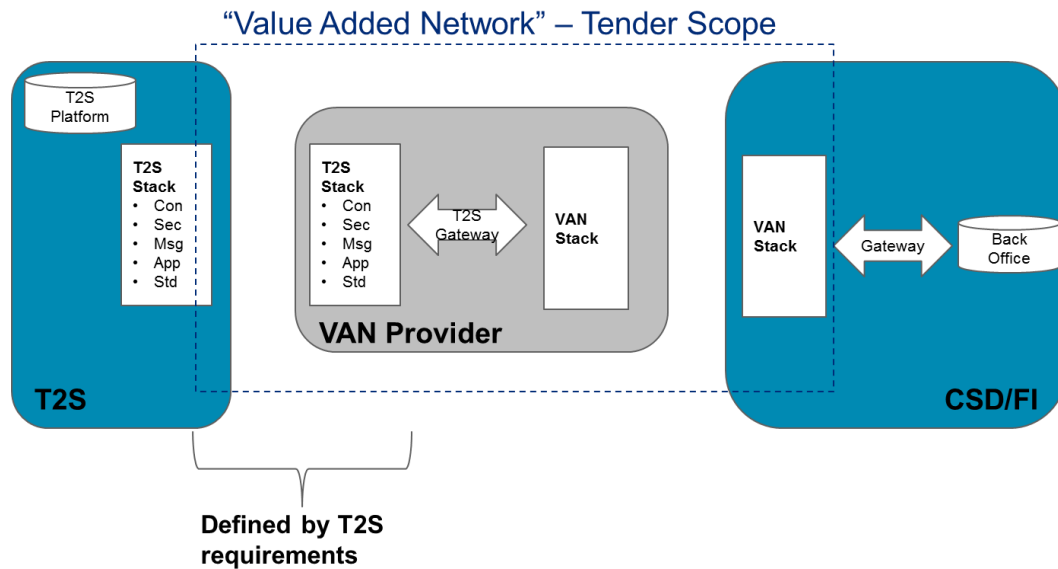 “Value Added Network” – Tender Scope
T2S
Platform
T2S
Stack
• Con
• Sec
• Msg
• App
• Std
T2S
T2S
Stack
• Con
• Sec
• Msg
• App
• Std
T2S
Gateway
VAN
Stack
VAN Provider
VAN
Stack
Gateway
Back
Office
CSD/FI
Defined by T2S
requirements